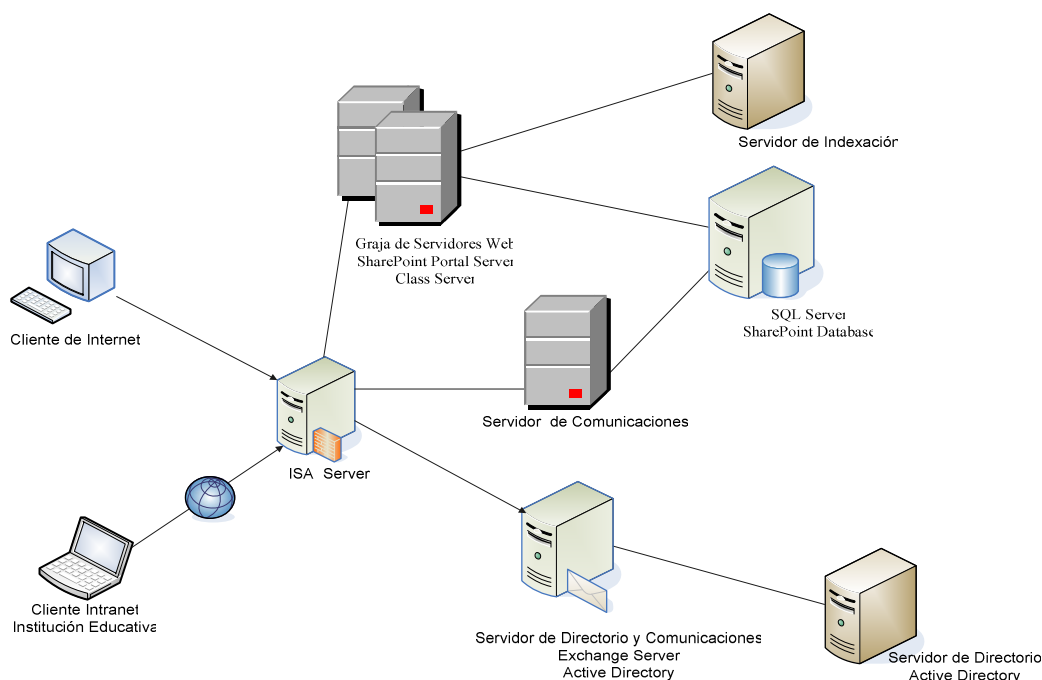 Servidor de Indexación
Graja de Servidores Web
SharePoint Portal Server
Class Server
SQL Server
SharePoint Database
Cliente de Internet
Servidor de Comunicaciones
ISA Server
Cliente Intranet
Institución Educativa
Servidor de Directorio y Comunicaciones
Exchange Server
Active Directory
Servidor de Directorio
Active Directory